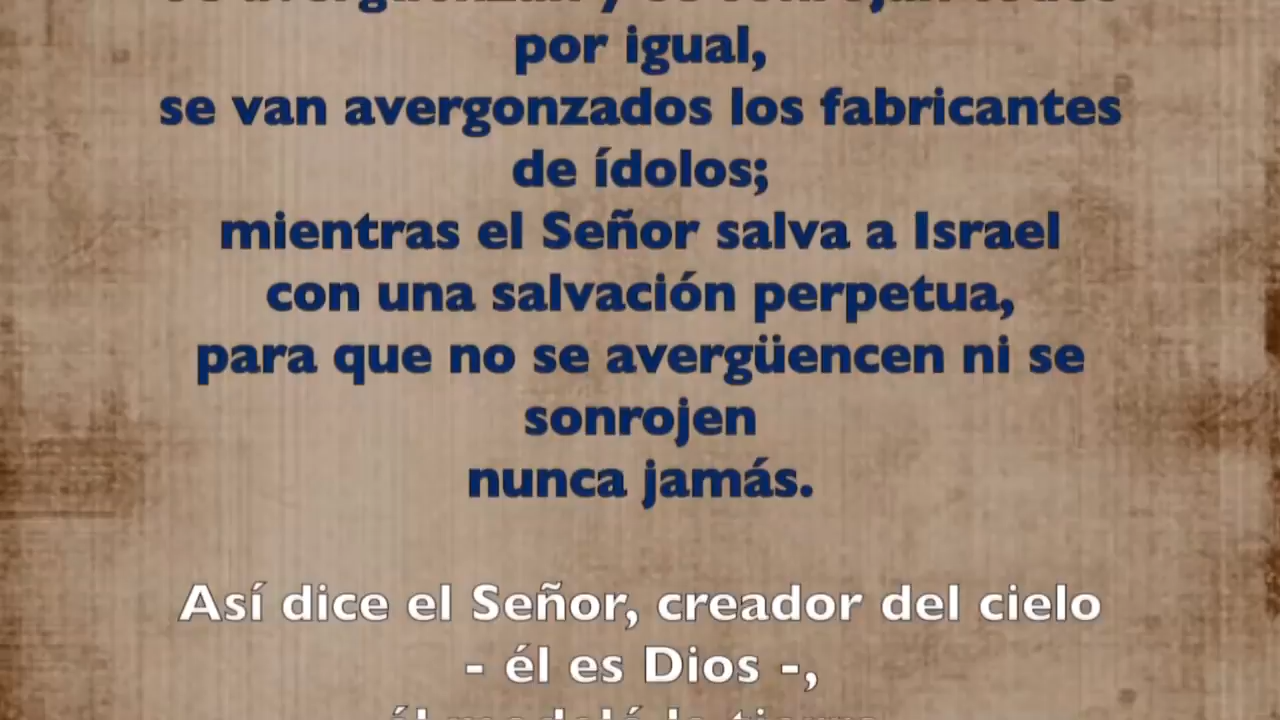 por igual,
se van avergonzados los fabricantes
de ídolos;
mientras el Señor salva a Israel
con una salvación perpetua,
para que no se avergüencen ni se
sonrojen
nunca jamás.
Así dice el Señor, creador del cielo
- él es Dios -,